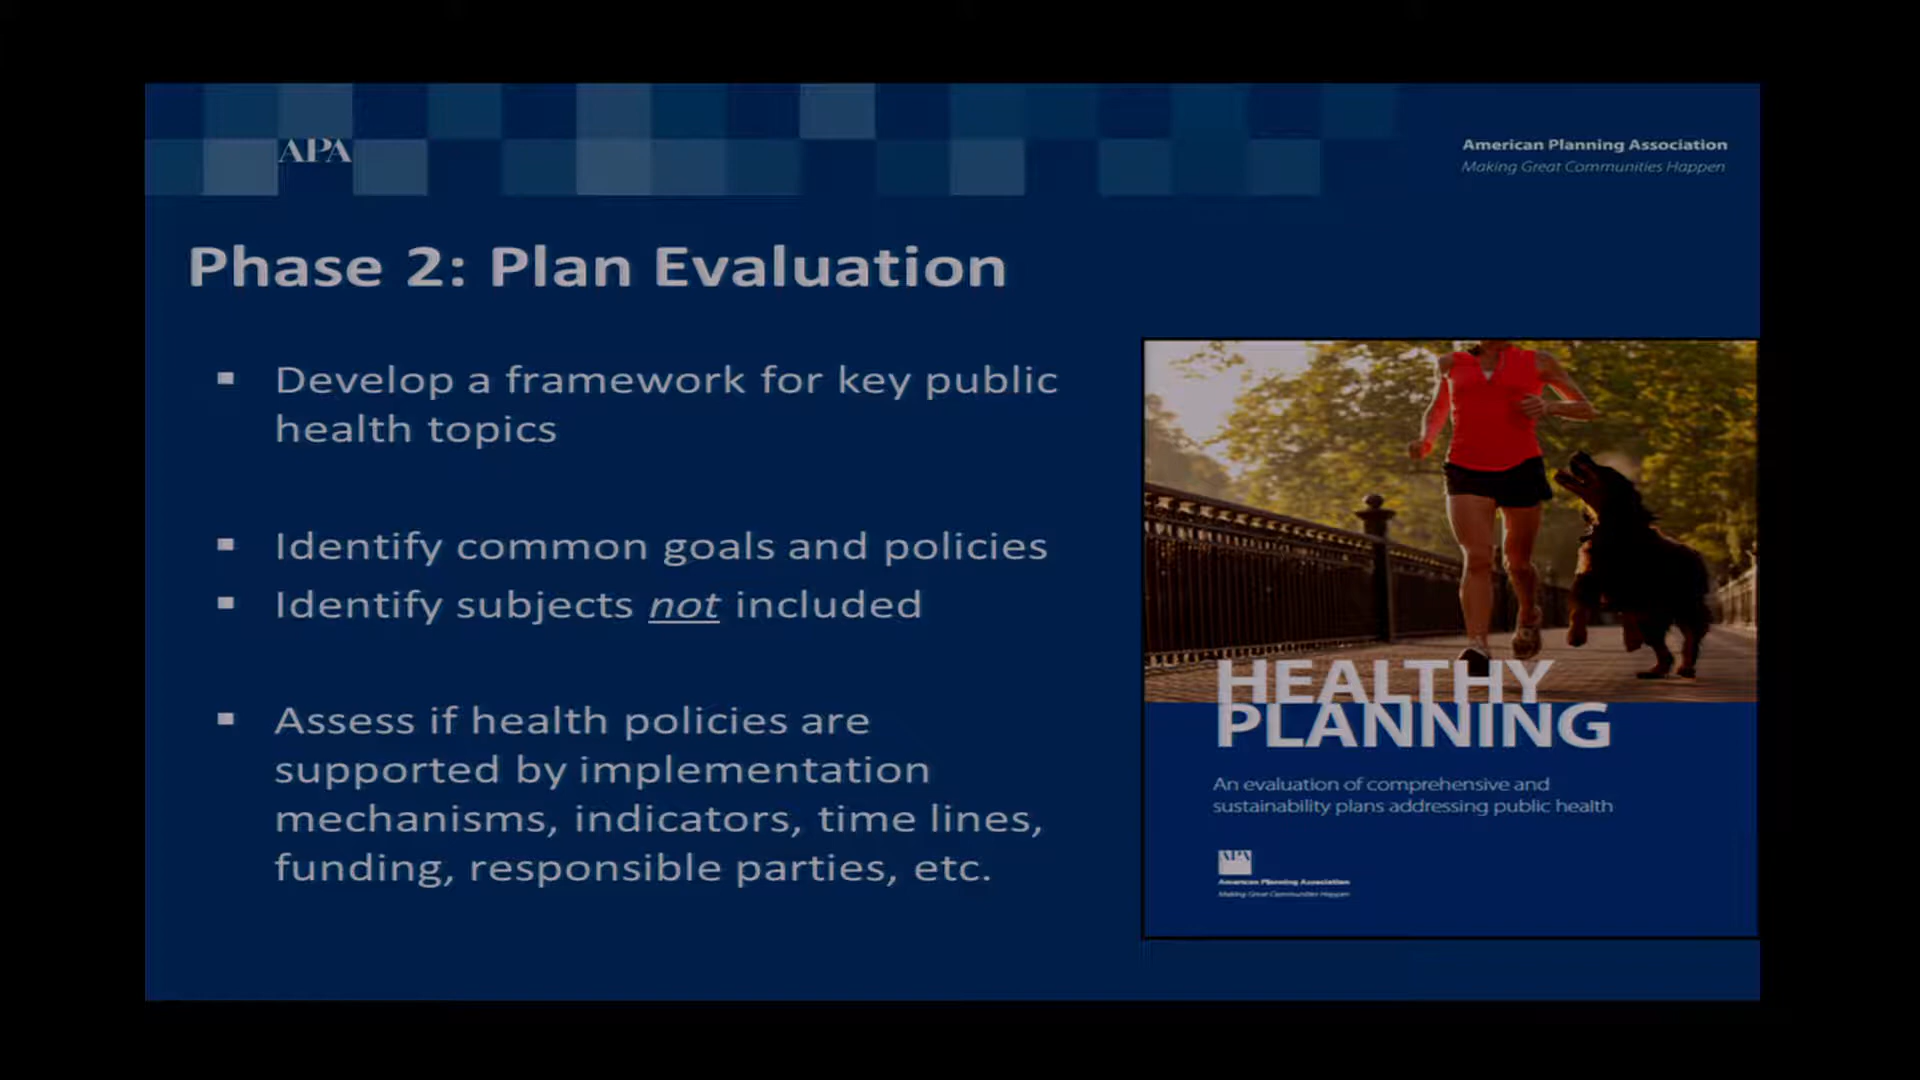 APA
American Planning Association
Making Great Communities Happen
Phase 2: Plan Evaluation
▪ Develop a framework for key public
health topics
▪ Identify common goals and policies
▪ Identify subjects not included
▪ Assess if health policies are
supported by implementation
mechanisms, indicators, time lines,
funding, responsible parties, etc.
HEALTHY
PLANNING
An evaluation of comprehensive and
sustainability plans addressing public health
APA
American Planning Association
Making Great Communities Happen